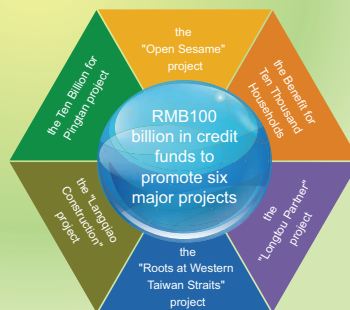 the
"Open Sesame"
project
the Benefit for
Ten Thousand
Households
the
"Longtou Partner"
project
the
"Roots at Western
Taiwan Straits"
project
the "Langqiao
Construction"
project
the Ten Billion for
Pingtan project
RMB100
billion in credit
funds to
promote six
major projects